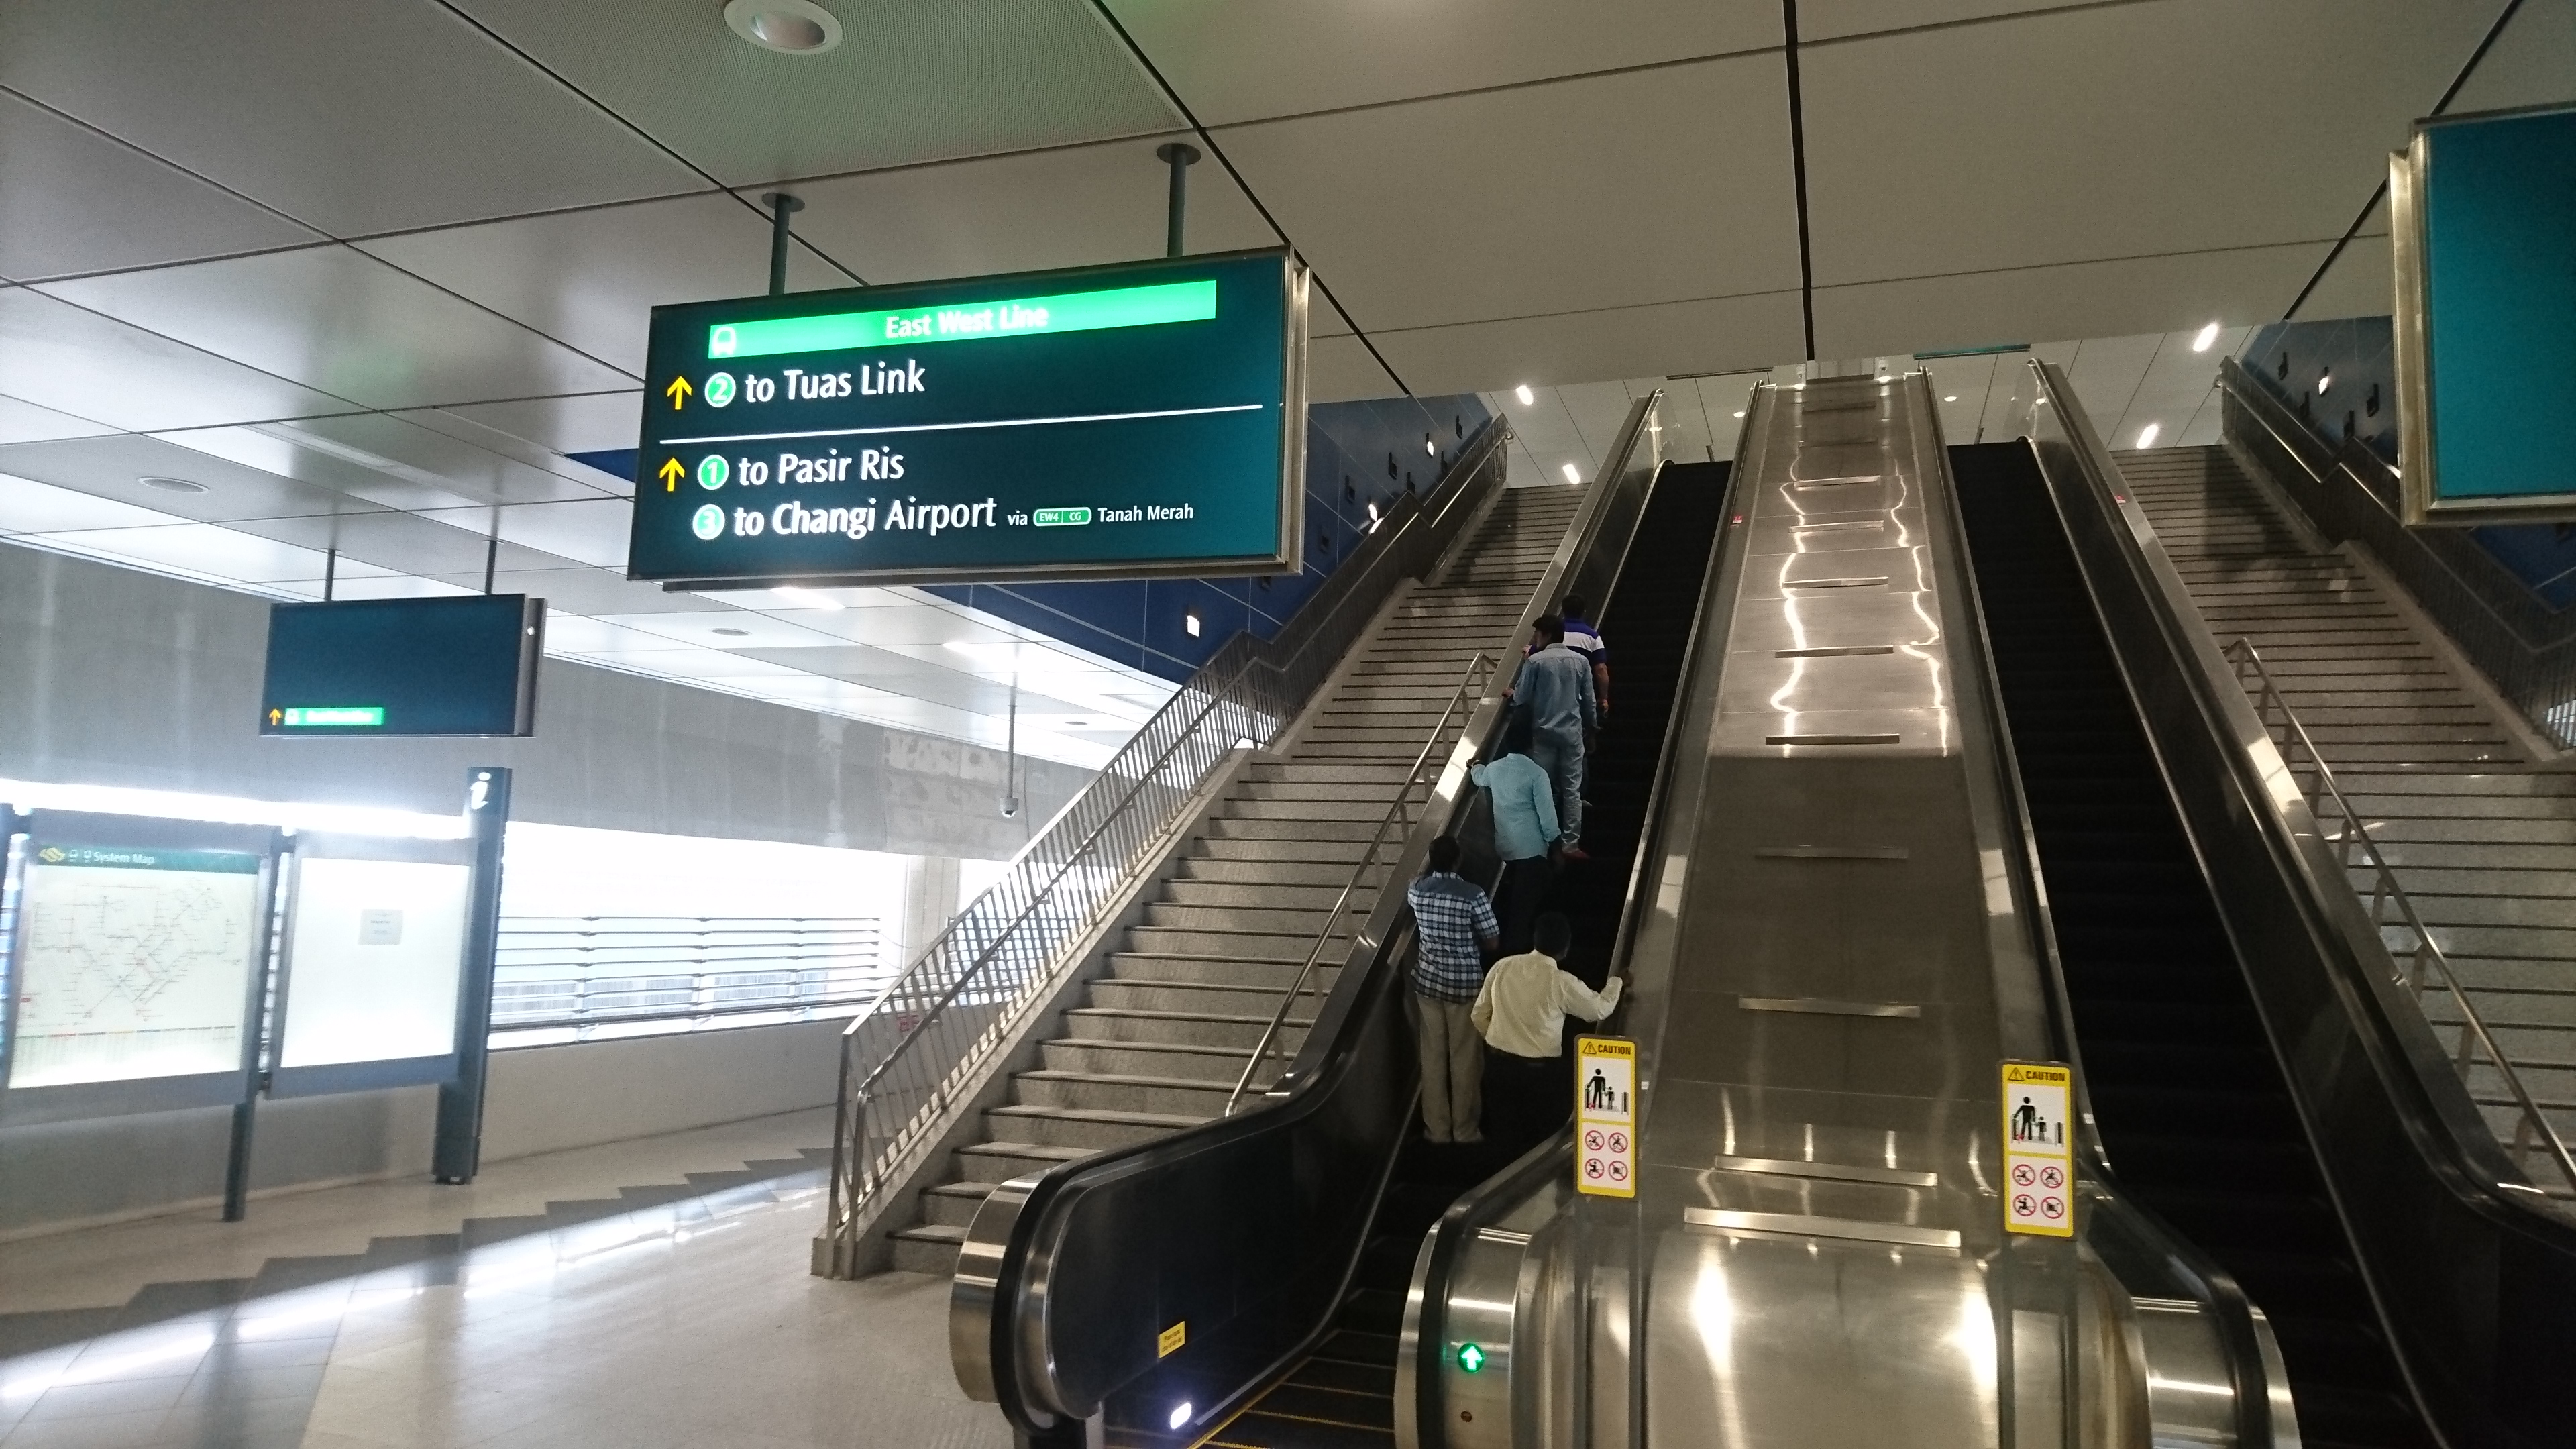 East West Line
2 to Tuas Link
1 to Pasir Ris
3 to Changi Airport via EW4 CG Tanah Merah
System Map
CAUTION
CAUTION